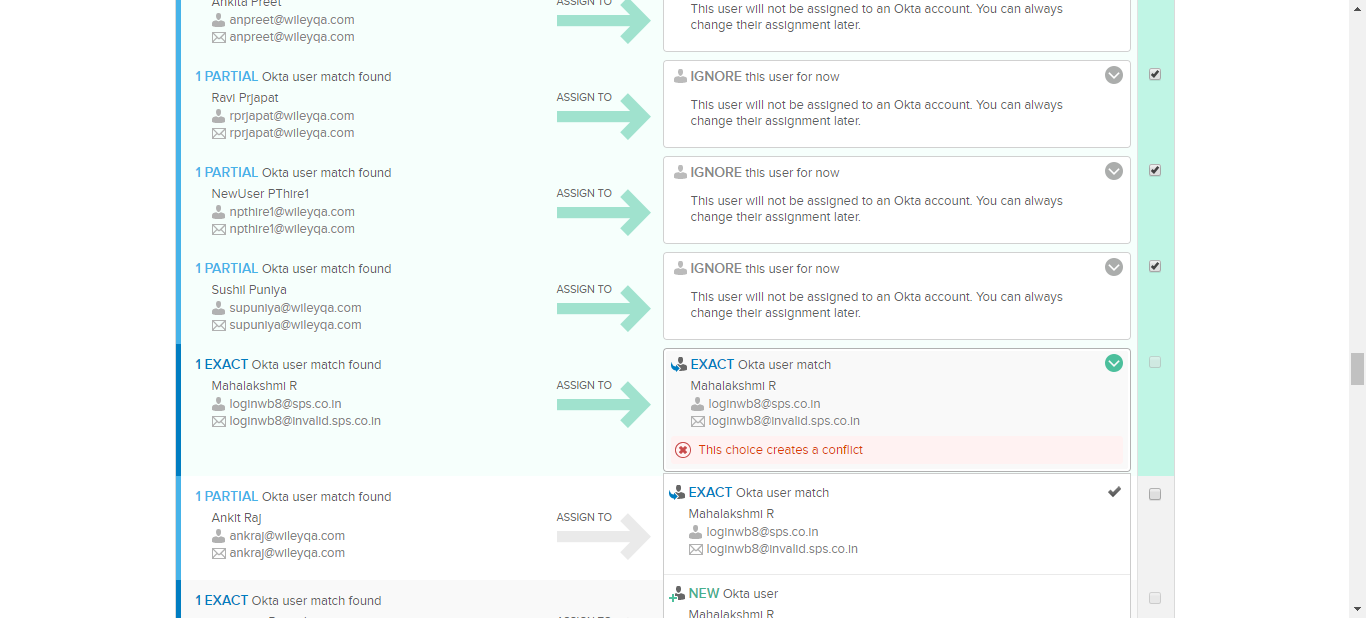 Ankita Preet
ASSIGN TO
anpreet@wileyqa.com
anpreet@wileyqa.com
This user will not be assigned to an Okta account. You can always
change their assignment later.
1 PARTIAL Okta user match found
Ravi Prjapat
rprjapat@wileyqa.com
rprjapat@wileyqa.com
ASSIGN TO
IGNORE this user for now
This user will not be assigned to an Okta account. You can always
change their assignment later.
1 PARTIAL Okta user match found
NewUser PThire1
npthire1@wileyqa.com
npthire1@wileyqa.com
ASSIGN TO
IGNORE this user for now
This user will not be assigned to an Okta account. You can always
change their assignment later.
1 PARTIAL Okta user match found
Sushil Puniya
supuniya@wileyqa.com
supuniya@wileyqa.com
ASSIGN TO
IGNORE this user for now
This user will not be assigned to an Okta account. You can always
change their assignment later.
1 EXACT Okta user match found
Mahalakshmi R
loginwb8@sps.co.in
loginwb8@invalid.sps.co.in
ASSIGN TO
EXACT Okta user match
Mahalakshmi R
loginwb8@sps.co.in
loginwb8@invalid.sps.co.in
This choice creates a conflict
1 PARTIAL Okta user match found
Ankit Raj
ankraj@wileyqa.com
ankraj@wileyqa.com
ASSIGN TO
EXACT Okta user match
Mahalakshmi R
loginwb8@sps.co.in
loginwb8@invalid.sps.co.in
1 EXACT Okta user match found
NEW Okta user
Mahalakshmi R